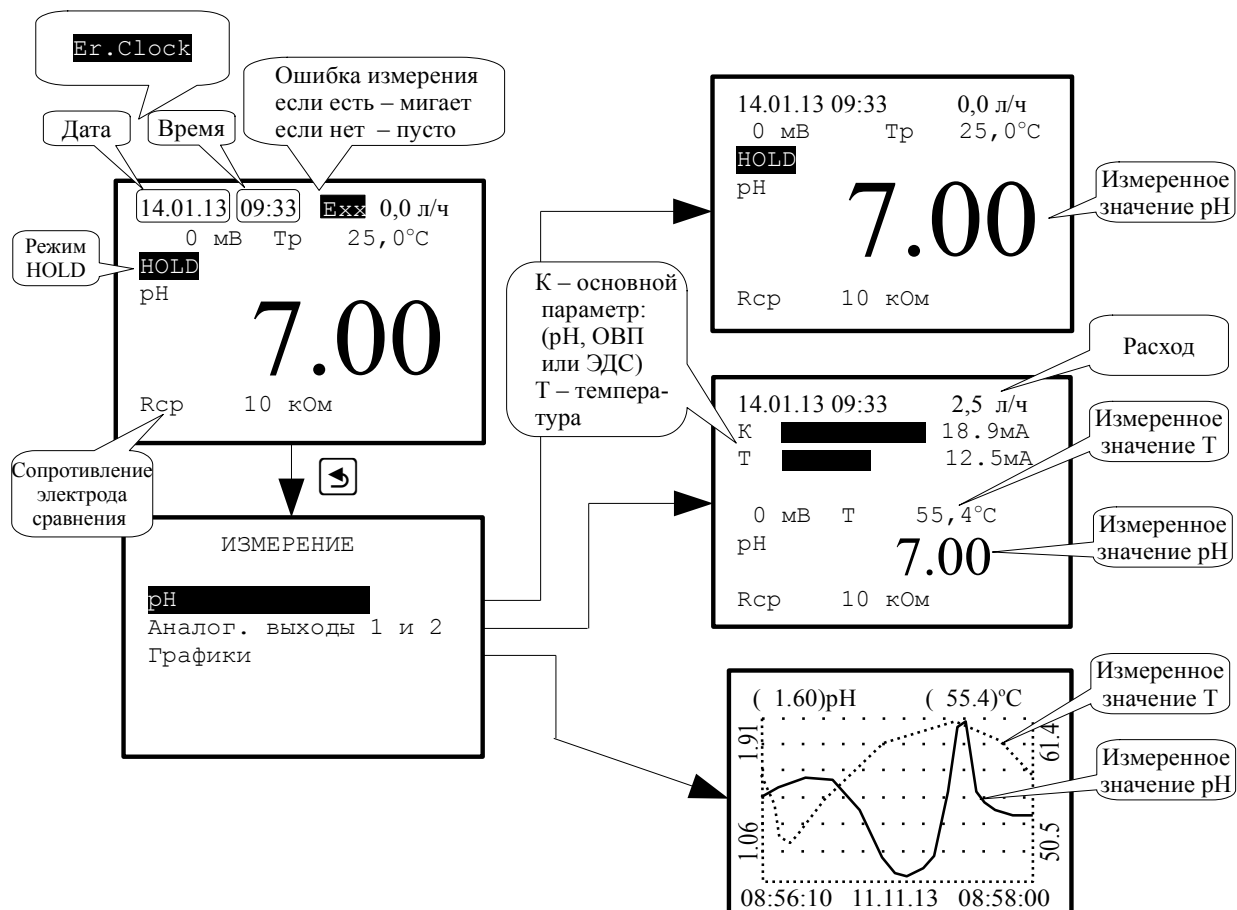 Er.Clock
Ошибка измерения
если есть – мигает
если нет – пусто
Дата
Время
14.01.13 09:33 Exx 0,0 л/ч
0 мВ Тр 25,0°С
Режим
HOLD
HOLD
pH
7.00
Rср 10 кОм
Сопротивление
электрода
сравнения
ИЗМЕРЕНИЕ
pH
Аналог. выходы 1 и 2
Графики
14.01.13 09:33 0,0 л/ч
0 мВ Тр 25,0°С
HOLD
pH
7.00
Rср 10 кОм
Измеренное
значение pH
К – основной
параметр:
(pH, ОВП
или ЭДС)
Т – темпера-
тура
Расход
14.01.13 09:33 2,5 л/ч
К 18.9мА
Т 12.5мА
0 мВ Т 55,4°С
pH
7.00
Rср 10 кОм
Измеренное
значение Т
Измеренное
значение pH
( 1.60)pH ( 55.4)°С
1.91
61.4
1.06
50.5
08:56:10 11.11.13 08:58:00
Измеренное
значение Т
Измеренное
значение pH